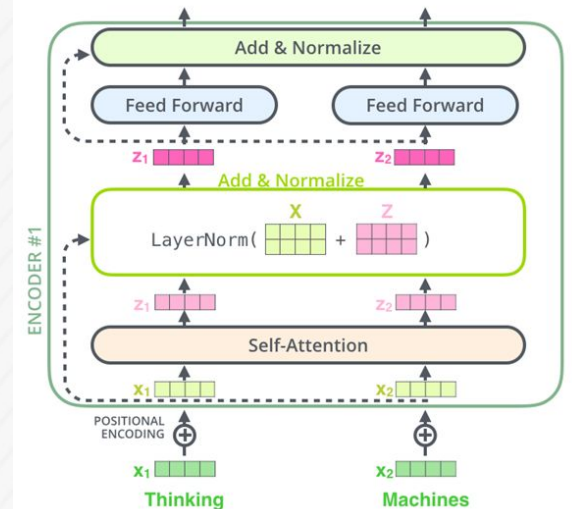 Add & Normalize
Feed Forward Feed Forward
z₁ z₂
Add & Normalize
X Z
LayerNorm( + )
z₁ z₂
Self-Attention
x₁ x₂
ENCODER #1
POSITIONAL
ENCODING
x₁ x₂
Thinking Machines